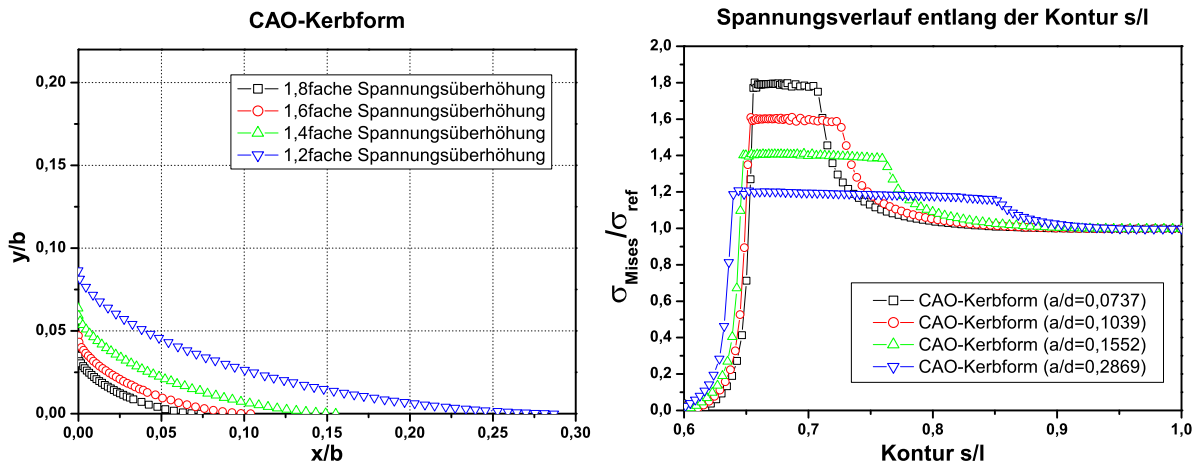 CAO-Kerbform
0,20
0,15
0,10
0,05
0,00
y/b
1,8fache Spannungsüberhöhung
1,6fache Spannungsüberhöhung
1,4fache Spannungsüberhöhung
1,2fache Spannungsüberhöhung
0,00 0,05 0,10 0,15 0,20 0,25 0,30
x/b
Spannungsverlauf entlang der Kontur s/l
2,0
1,8
1,6
1,4
1,2
1,0
0,8
0,6
0,4
0,2
0,0
σMises/σref
CAO-Kerbform (a/d=0,0737)
CAO-Kerbform (a/d=0,1039)
CAO-Kerbform (a/d=0,1552)
CAO-Kerbform (a/d=0,2869)
0,6 0,7 0,8 0,9 1,0
Kontur s/l